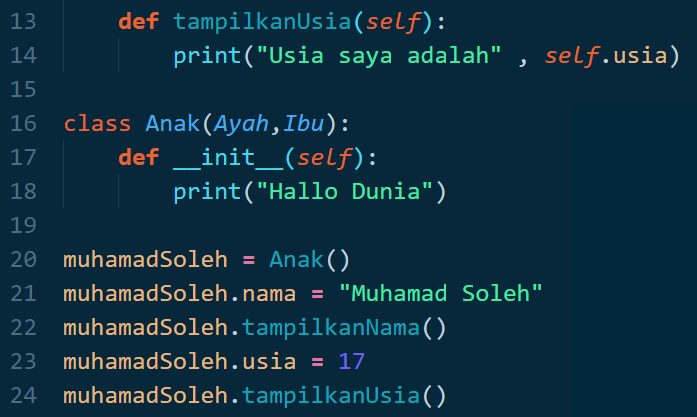 13 def tampilkanUsia(self):
14 print("Usia saya adalah" , self.usia)
15
16 class Anak(Ayah,Ibu):
17 def __init__(self):
18 print("Hallo Dunia")
19
20 muhamadSoleh = Anak()
21 muhamadSoleh.nama = "Muhamad Soleh"
22 muhamadSoleh.tampilkanNama()
23 muhamadSoleh.usia = 17
24 muhamadSoleh.tampilkanUsia()